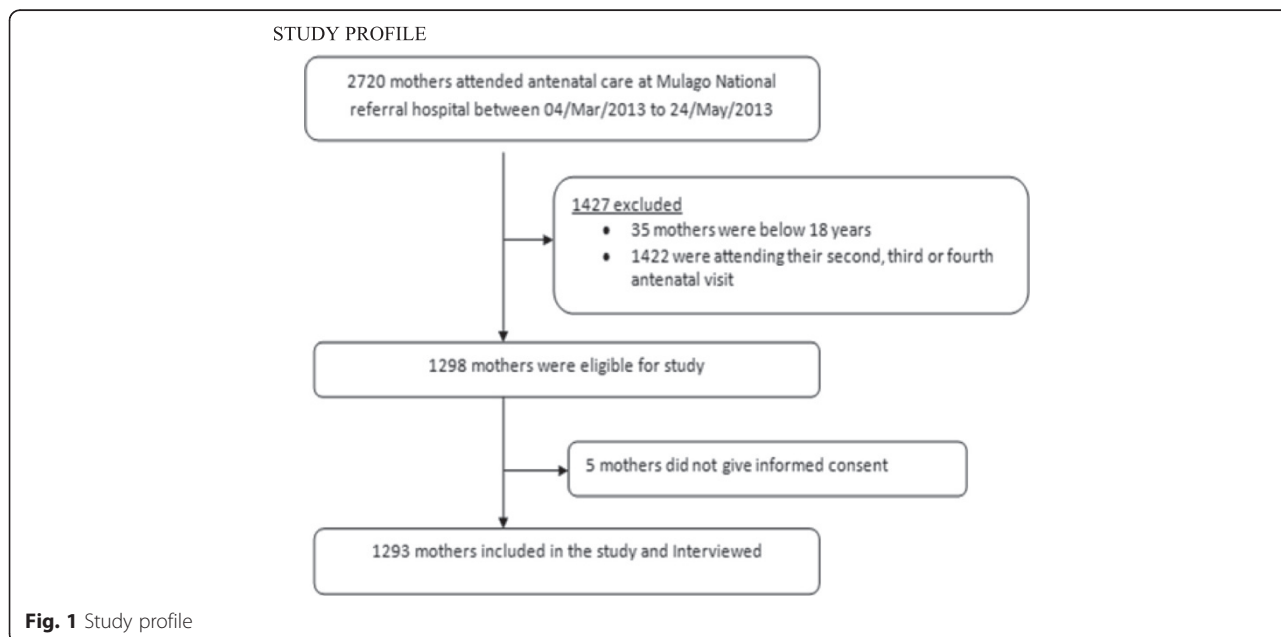 STUDY PROFILE
2720 mothers attended antenatal care at Mulago National
referral hospital between 04/Mar/2013 to 24/May/2013
1427 excluded
• 35 mothers were below 18 years
• 1422 were attending their second, third or fourth
antenatal visit
1298 mothers were eligible for study
5 mothers did not give informed consent
1293 mothers included in the study and Interviewed
Fig. 1 Study profile